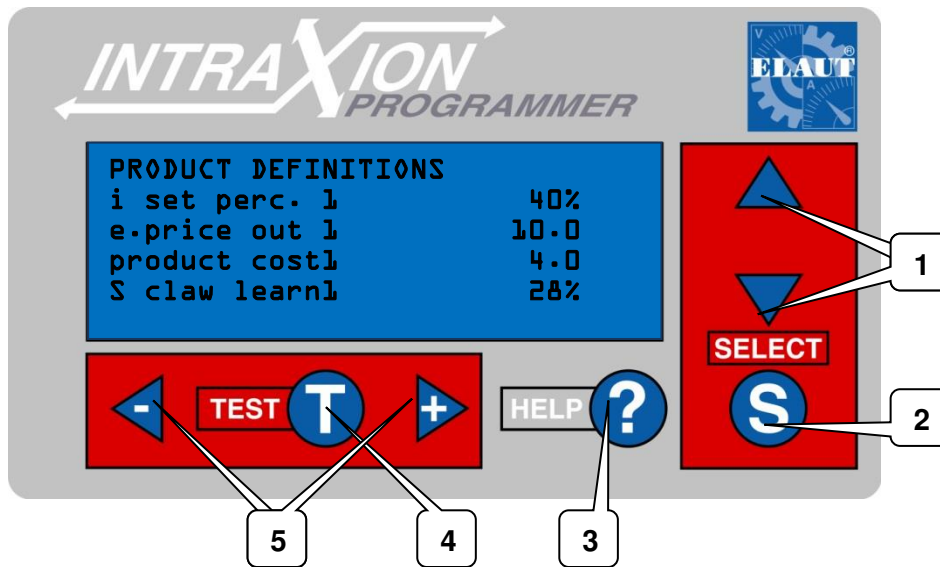 INTRAXION
PROGRAMMER
V
ELAUT®
A
PRODUCT DEFINITIONS
i set perc. 1 40%
e.price out 1 10.0
product cost1 4.0
S claw learn1 28%
1
SELECT
S
2
- TEST T +
HELP ?
5
4
3